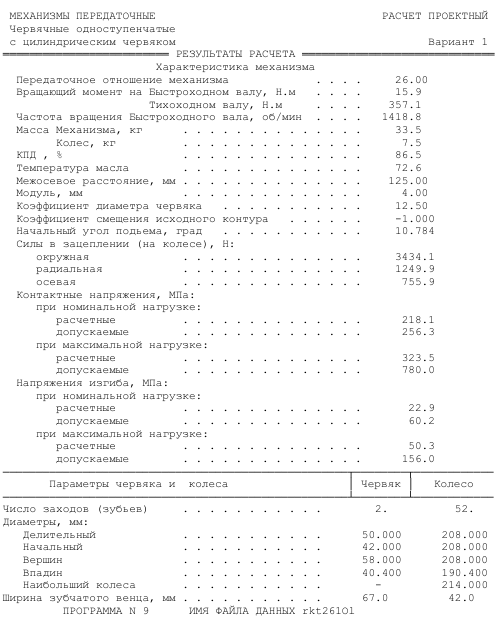 МЕХАНИЗМЫ ПЕРЕДАТОЧНЫЕ РАСЧЕТ ПРОЕКТНЫЙ
Червячные одноступенчатые
с цилиндрическим червяком Вариант 1
РЕЗУЛЬТАТЫ РАСЧЕТА
Характеристика механизма
Передаточное отношение механизма . . . . 26.00
Вращающий момент на Быстроходном валу, Н.м . . . . 15.9
Тихоходном валу, Н.м . . . . 357.1
Частота вращения Быстроходного вала, об/мин . . . . 1418.8
Масса Механизма, кг . . . . . . . . . . . . . . 33.5
Колес, кг . . . . . . . . . . . . . . 7.5
КПД , % . . . . . . . . . . . . . . 86.5
Температура масла . . . . . . . . . . . . . . 72.6
Межосевое расстояние, мм . . . . . . . . . . . . . . 125.00
Модуль, мм . . . . . . . . . . . . . . 4.00
Коэффициент диаметра червяка . . . . . . . . . . . 12.50
Коэффициент смещения исходного контура . . . . . . -1.000
Начальный угол подьема, град . . . . . . . . . . . 10.784
Силы в зацеплении (на колесе), Н:
окружная . . . . . . . . . . . . . . 3434.1
радиальная . . . . . . . . . . . . . . 1249.9
осевая . . . . . . . . . . . . . . 755.9
Контактные напряжения, МПа:
при номинальной нагрузке:
расчетные . . . . . . . . . . . . . . 218.1
допускаемые . . . . . . . . . . . . . . 256.3
при максимальной нагрузке:
расчетные . . . . . . . . . . . . . . 323.5
допускаемые . . . . . . . . . . . . . . 780.0
Напряжения изгиба, МПа:
при номинальной нагрузке:
расчетные . . . . . . . . . . . . . . 22.9
допускаемые . . . . . . . . . . . . . . 60.2
при максимальной нагрузке:
расчетные . . . . . . . . . . . . . . 50.3
допускаемые . . . . . . . . . . . . . . 156.0
Параметры червяка и колеса Червяк Колесо
Число заходов (зубьев) . . . . . . . . . . . 2. 52.
Диаметры, мм:
Делительный . . . . . . . . . . . 50.000 208.000
Начальный . . . . . . . . . . . 42.000 208.000
Вершин . . . . . . . . . . . 58.000 208.000
Впадин . . . . . . . . . . . 40.400 190.400
Наибольший колеса . . . . . . . . . . . - 214.000
Ширина зубчатого венца, мм . . . . . . . . . . . 67.0 42.0
ПРОГРАММА N 9 ИМЯ ФАЙЛА ДАННЫХ rkt261O1